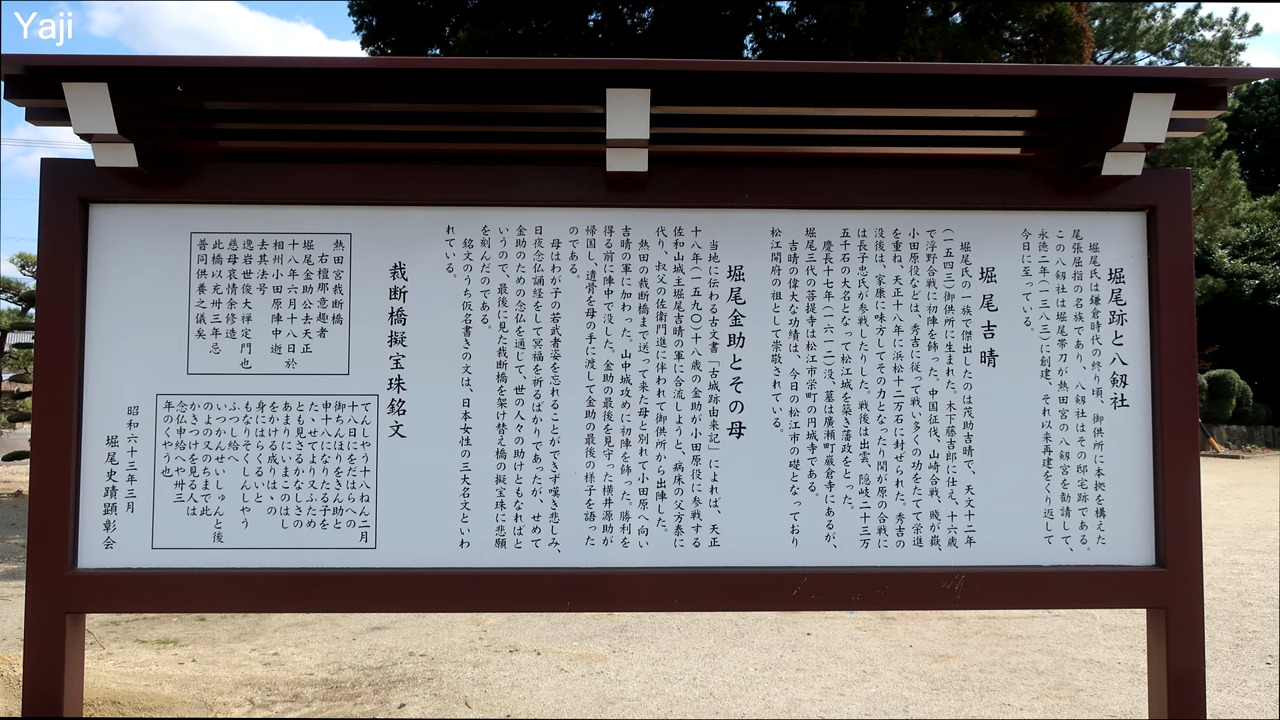 Yaji
堀尾跡と八剱社
堀尾氏は鎌倉時代の終り頃、御供所に本拠を構えた
尾張屈指の名族であり、八剱社はその邸宅跡である。
この八剱社は堀尾帯刀が熱田宮の八剱宮を勧請して、
永徳二年(一三八三)に創建、それ以来再建をくり返して
今日に至っている。
堀尾吉晴
堀尾氏の一族で傑出したのは茂助吉晴で、天文十二年
(一五四三)御供所に生まれた。木下藤吉郎に仕え、十六歳
で浮野合戦に初陣を飾った。中国征伐、山崎合戦、賤が嶽、
小田原役などは、秀吉に従って戦い多くの功をたてて崇進
を重ね、天正十八年に浜松十二万石に封ぜられた。秀吉の
没後は、家康に味方してその力となったり関が原の合戦に
は長子忠氏が参戦したりした。戦後は出雲、隠岐二十三万
五千石の大名となって松江城を築き藩政をとった。
慶長十七年(一六一二)没、墓は廣瀬町巌倉寺にあるが、
堀尾三代の菩提寺は松江市栄町の円城寺である。
吉晴の偉大な功績は、今日の松江市の礎となっており
松江開府の祖として崇敬されている。
堀尾金助とその母
当地に伝わる古文書「古城跡由来記」によれば、天正
十八年(一五九〇)十八歳の金助が小田原役に参戦する
佐和山城主堀尾吉晴の軍に合流しようと、病床の父方泰に
代り、叔父の佐衛門進に伴われて御供所から出陣した。
熱田の裁断橋まで送って来た母と別れて小田原へ向い
吉晴の軍に加わった。山中城攻めに初陣を飾った。勝利を
得る前に陣中で没した。金助の最後を見守った横井源助が
帰国し、遺骨を母の手に渡して金助の最後の様子を語った
のである。
母はわが子の若武者姿を忘れることができず嘆き悲しみ、
日夜念仏誦経をして冥福を祈るばかりであったが、せめて
金助のための念仏を通じて、世の人々の助けともなればと
いうので、最後に見た裁断橋を架け替え橋の擬宝珠に悲願
を刻んだのである。
銘文のうち仮名書きの文は、日本女性の三大名文といわ
れている。
裁断橋擬宝珠銘文
熱田宮裁断橋
右檀那意趣者
堀尾金助公去天正
十八年六月十八日於
相州小田原陣中逝
去其法号
逸岩世俊大禅定門也
慈母哀情余修造
此橋以充卅三年忌
普同供養之儀矣
てんしやう十八ねん二月
十八日にをだはらへの
御ぢんほりをきん助と
申十八になりたる子を
たゝせてより又ふため
とも見ざるかなしさの
あまりにいまこのはし
をかける成りはゝの
身にはらくるいと
もなりそくしんしやう
ふつし給へ
いつかんせいしゆんと後
のよの又のちまで此
かきつけを見る人は
念仏申給へや卅三
年のくやう也
昭和六十三年三月
堀尾史蹟顕彰会